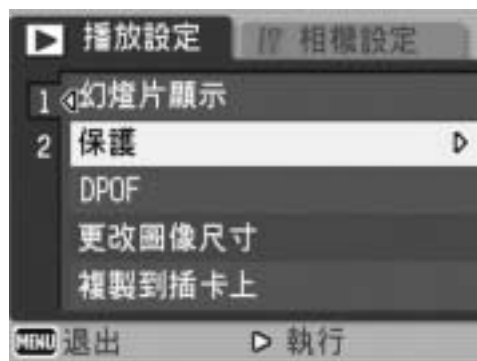 播放設定 相機設定
1 幻燈片顯示
2 保護
DPOF
更改圖像尺寸
複製到插卡上
MENU 退出 執行